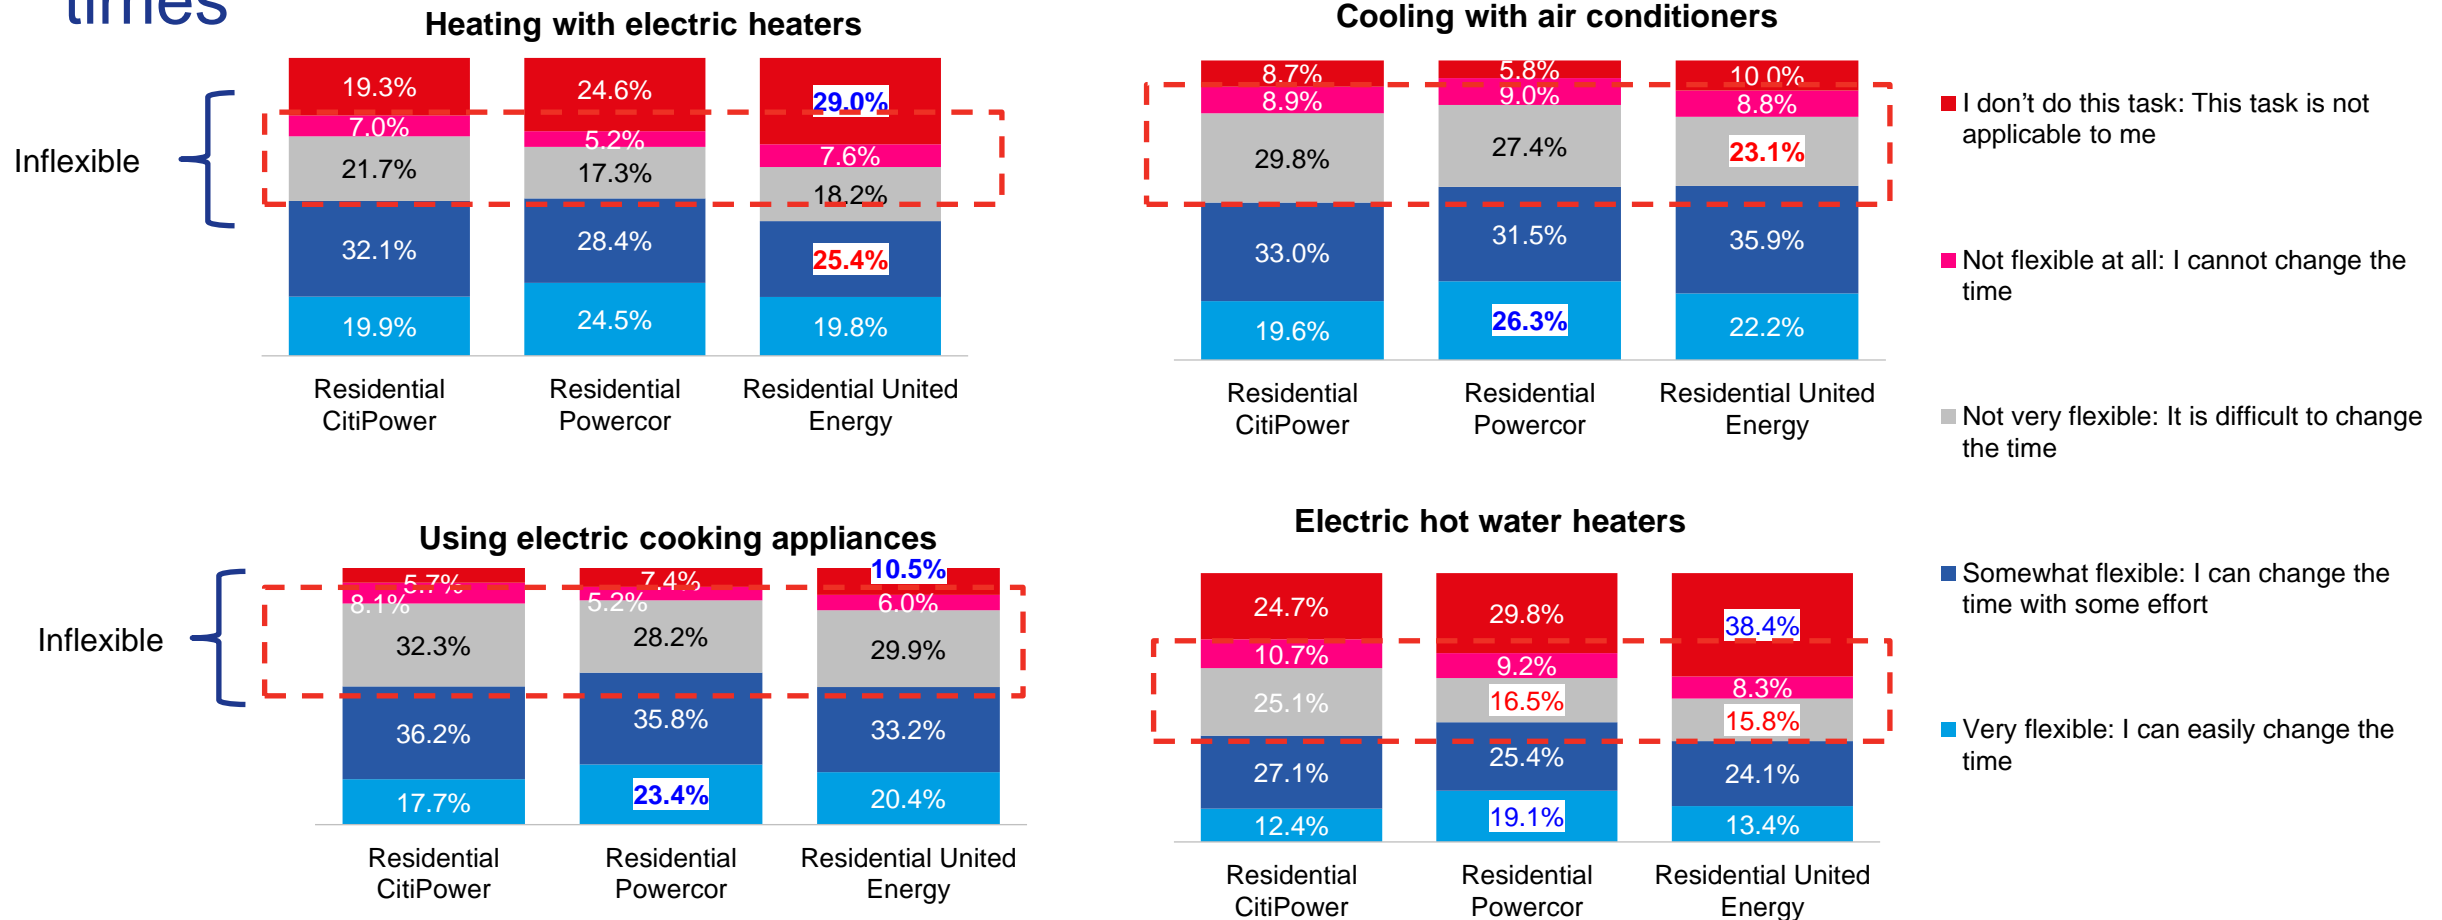 times
Heating with electric heaters
19.3%
24.6%
29.0%
7.0%
5.2%
7.6%
21.7%
17.3%
18.2%
32.1%
28.4%
25.4%
19.9%
24.5%
19.8%
Inflexible
Residential
CitiPower
Residential
Powercor
Residential United
Energy
Cooling with air conditioners
8.7%
5.8%
10.0%
8.9%
9.0%
8.8%
29.8%
27.4%
23.1%
33.0%
31.5%
35.9%
19.6%
26.3%
22.2%
Residential
CitiPower
Residential
Powercor
Residential United
Energy
I don't do this task: This task is not
applicable to me
Not flexible at all: I cannot change the
time
Not very flexible: It is difficult to change
the time
Somewhat flexible: I can change the
time with some effort
Very flexible: I can easily change the
time
Using electric cooking appliances
5.7%
7.4%
10.5%
8.1%
5.2%
6.0%
32.3%
28.2%
29.9%
36.2%
35.8%
33.2%
17.7%
23.4%
20.4%
Inflexible
Residential
CitiPower
Residential
Powercor
Residential United
Energy
Electric hot water heaters
24.7%
29.8%
38.4%
10.7%
9.2%
8.3%
25.1%
16.5%
15.8%
27.1%
25.4%
24.1%
12.4%
19.1%
13.4%
Residential
CitiPower
Residential
Powercor
Residential United
Energy